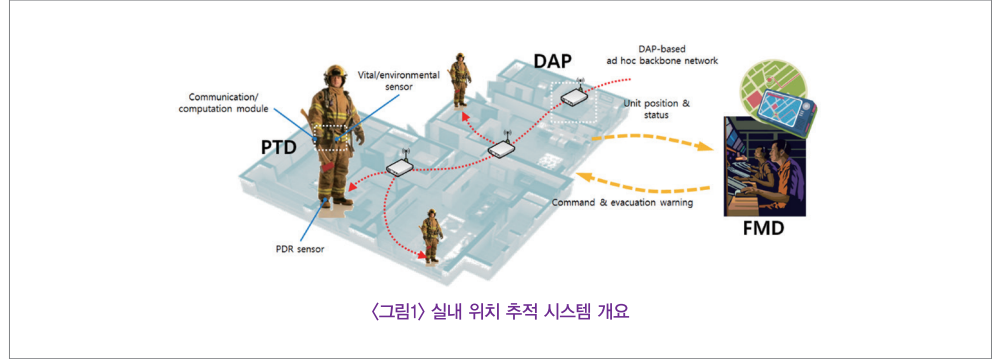 DAP-based
ad hoc backbone network
DAP
Vital/environmental
sensor
Communication/
computation module
Unit position &
status
PTD
Command & evacuation warning
FMD
PDR sensor
<그림1> 실내 위치 추적 시스템 개요